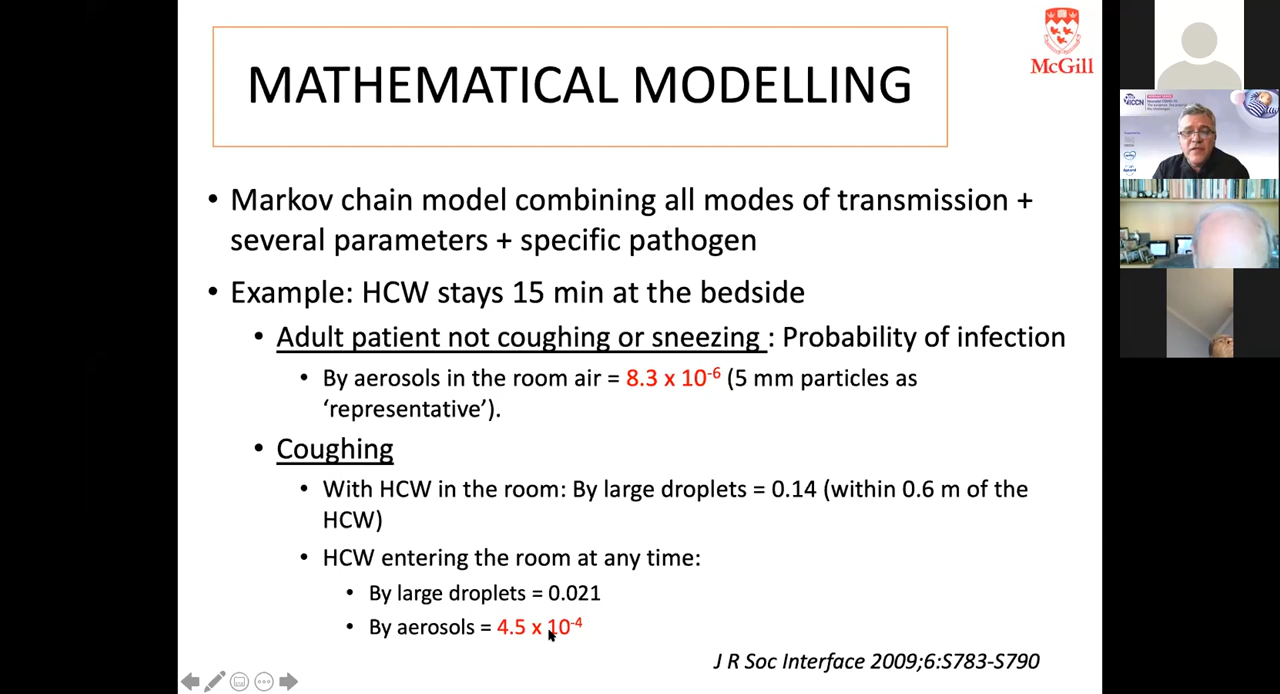 MATHEMATICAL MODELLING
McGill
• Markov chain model combining all modes of transmission +
several parameters + specific pathogen
• Example: HCW stays 15 min at the bedside
• Adult patient not coughing or sneezing : Probability of infection
• By aerosols in the room air = 8.3 x 10⁻⁶ (5 mm particles as
‘representative’).
• Coughing
• With HCW in the room: By large droplets = 0.14 (within 0.6 m of the
HCW)
• HCW entering the room at any time:
• By large droplets = 0.021
• By aerosols = 4.5 x 10⁻⁴
J R Soc Interface 2009;6:S783-S790